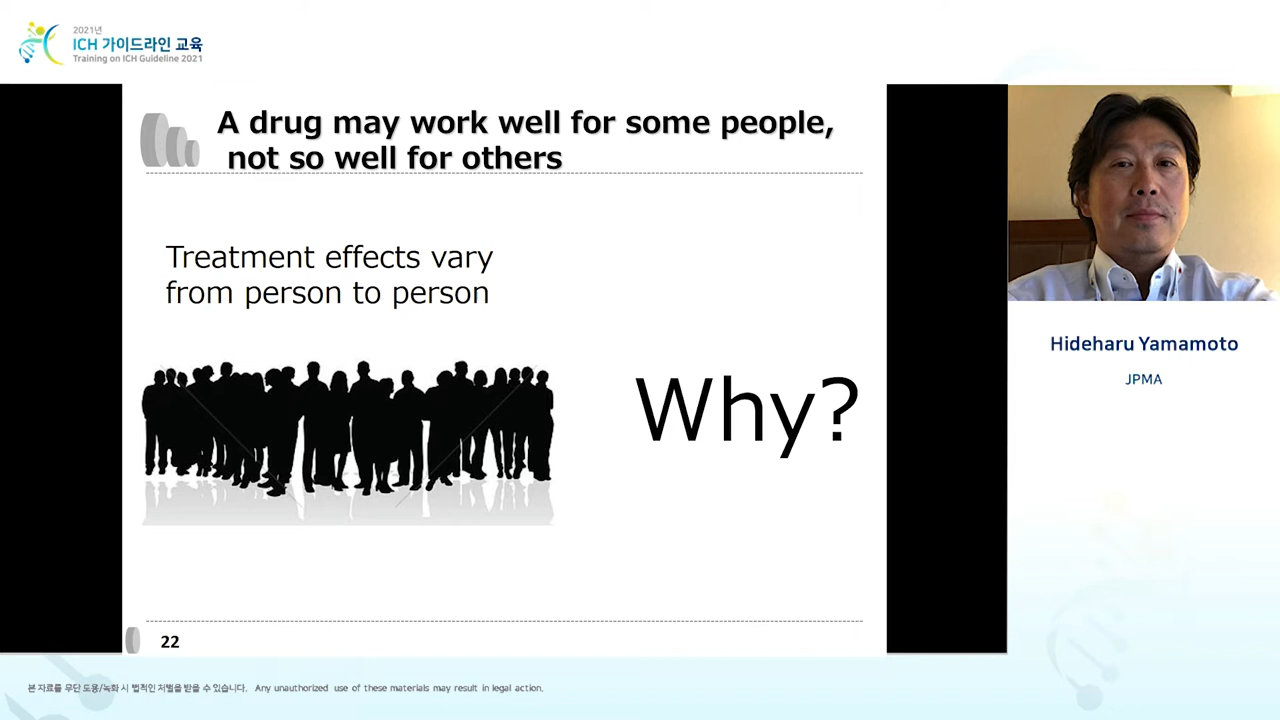 2021년
ICH 가이드라인 교육
Training on ICH Guideline 2021
A drug may work well for some people,
not so well for others
Treatment effects vary
from person to person
Why?
22
Hideharu Yamamoto
JPMA
본 자료를 무단 도용/녹화 시 법적인 처벌을 받을 수 있습니다. Any unauthorized use of these materials may result in legal action.